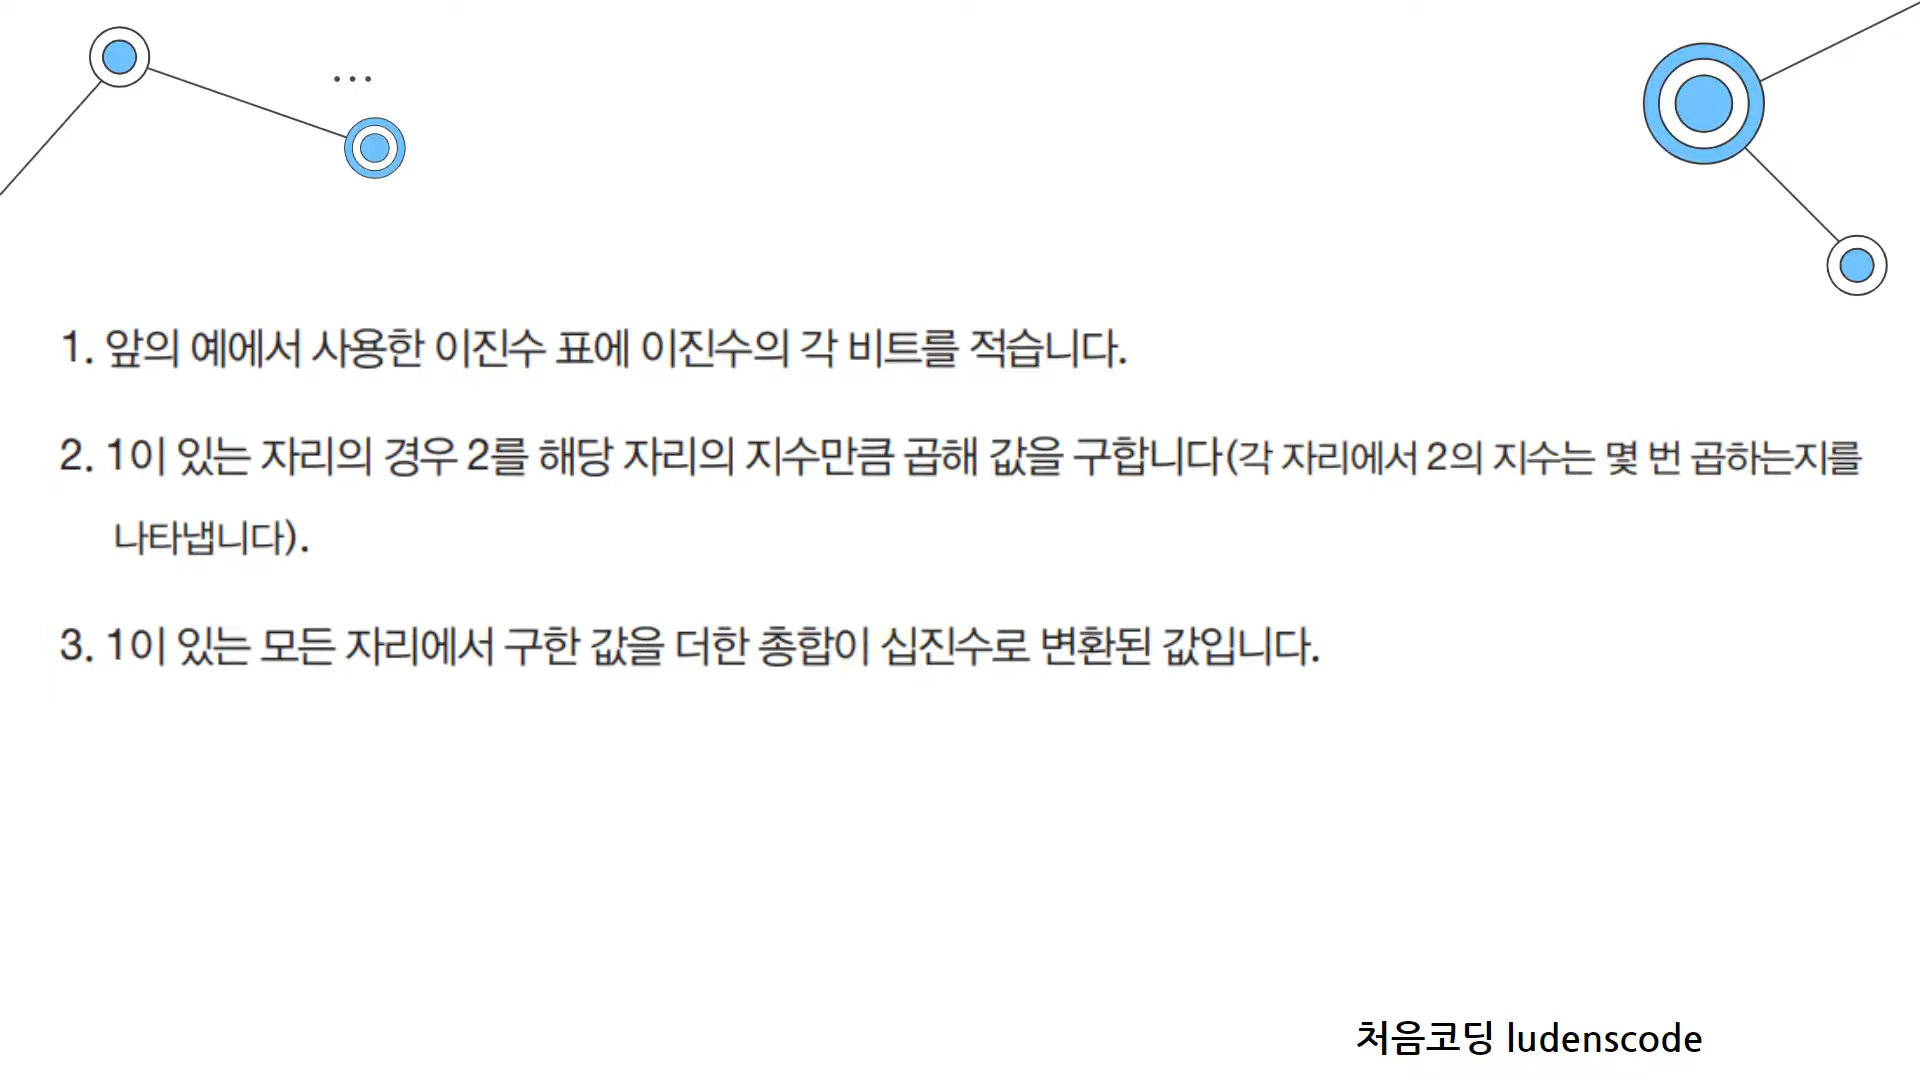 ...
1. 앞의 예에서 사용한 이진수 표에 이진수의 각 비트를 적습니다.
2. 1이 있는 자리의 경우 2를 해당 자리의 지수만큼 곱해 값을 구합니다(각 자리에서 2의 지수는 몇 번 곱하는지를
나타냅니다).
3. 1이 있는 모든 자리에서 구한 값을 더한 총합이 십진수로 변환된 값입니다.
처음코딩 ludenscode